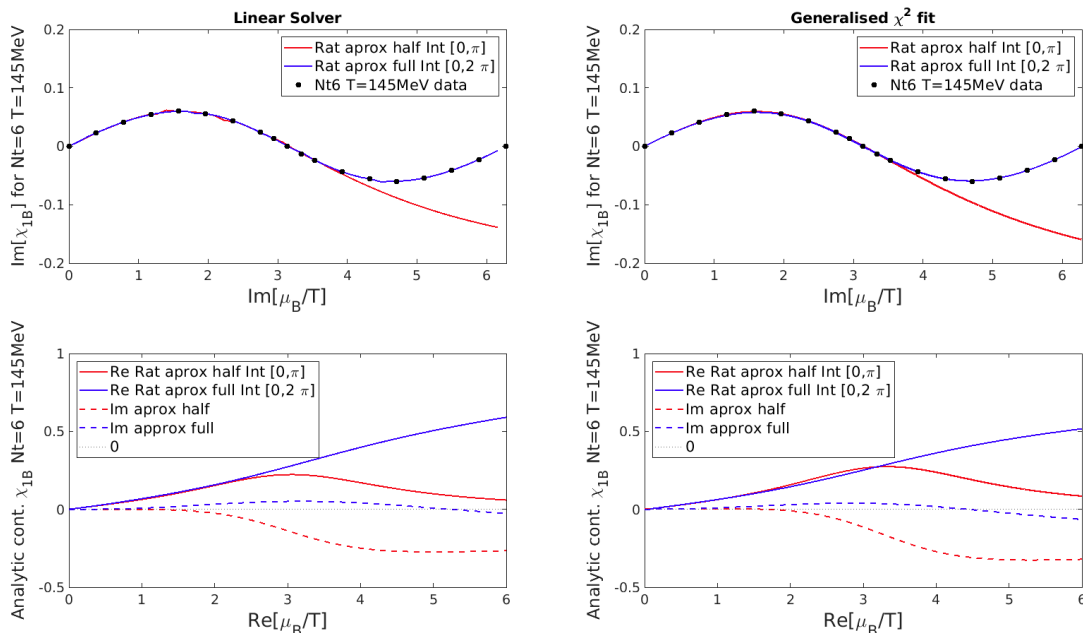 Linear Solver
Im[χ1B] for Nt=6 T=145MeV
0.2
0.1
0
-0.1
-0.2
Rat aprox half Int [0,π]
Rat aprox full Int [0,2 π]
Nt6 T=145MeV data
0 1 2 3 4 5 6
Im[μB/T]
Generalised χ² fit
Im[χ1B] for Nt=6 T=145MeV
0.2
0.1
0
-0.1
-0.2
Rat aprox half Int [0,π]
Rat aprox full Int [0,2 π]
Nt6 T=145MeV data
0 1 2 3 4 5 6
Im[μB/T]
Analytic cont. χ1B Nt=6 T=145MeV
1
0.5
0
-0.5
Re Rat aprox half Int [0,π]
Re Rat aprox full Int [0,2 π]
Im aprox half
Im approx full
0
0 1 2 3 4 5 6
Re[μB/T]
Analytic cont. χ1B Nt=6 T=145MeV
1
0.5
0
-0.5
Re Rat aprox half Int [0,π]
Re Rat aprox full Int [0,2 π]
Im aprox half
Im approx full
0
0 1 2 3 4 5 6
Re[μB/T]